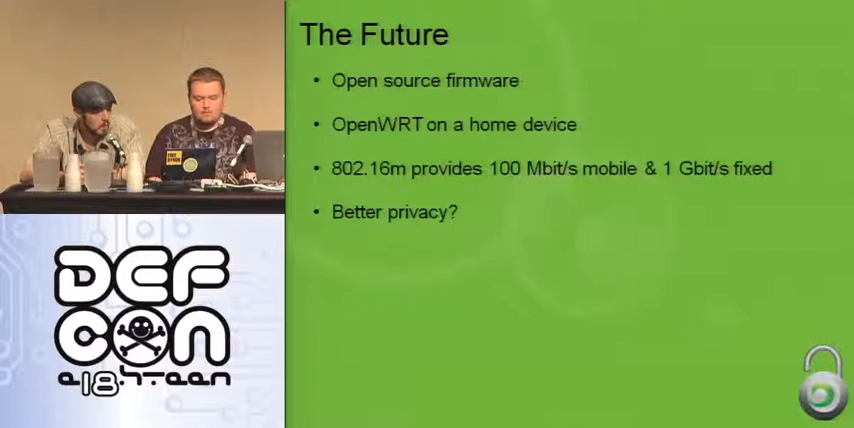 The Future
• Open source firmware
• OpenWRT on a home device
• 802.16m provides 100 Mbit/s mobile & 1 Gbit/s fixed
• Better privacy?
DEF
CON
e18hteen